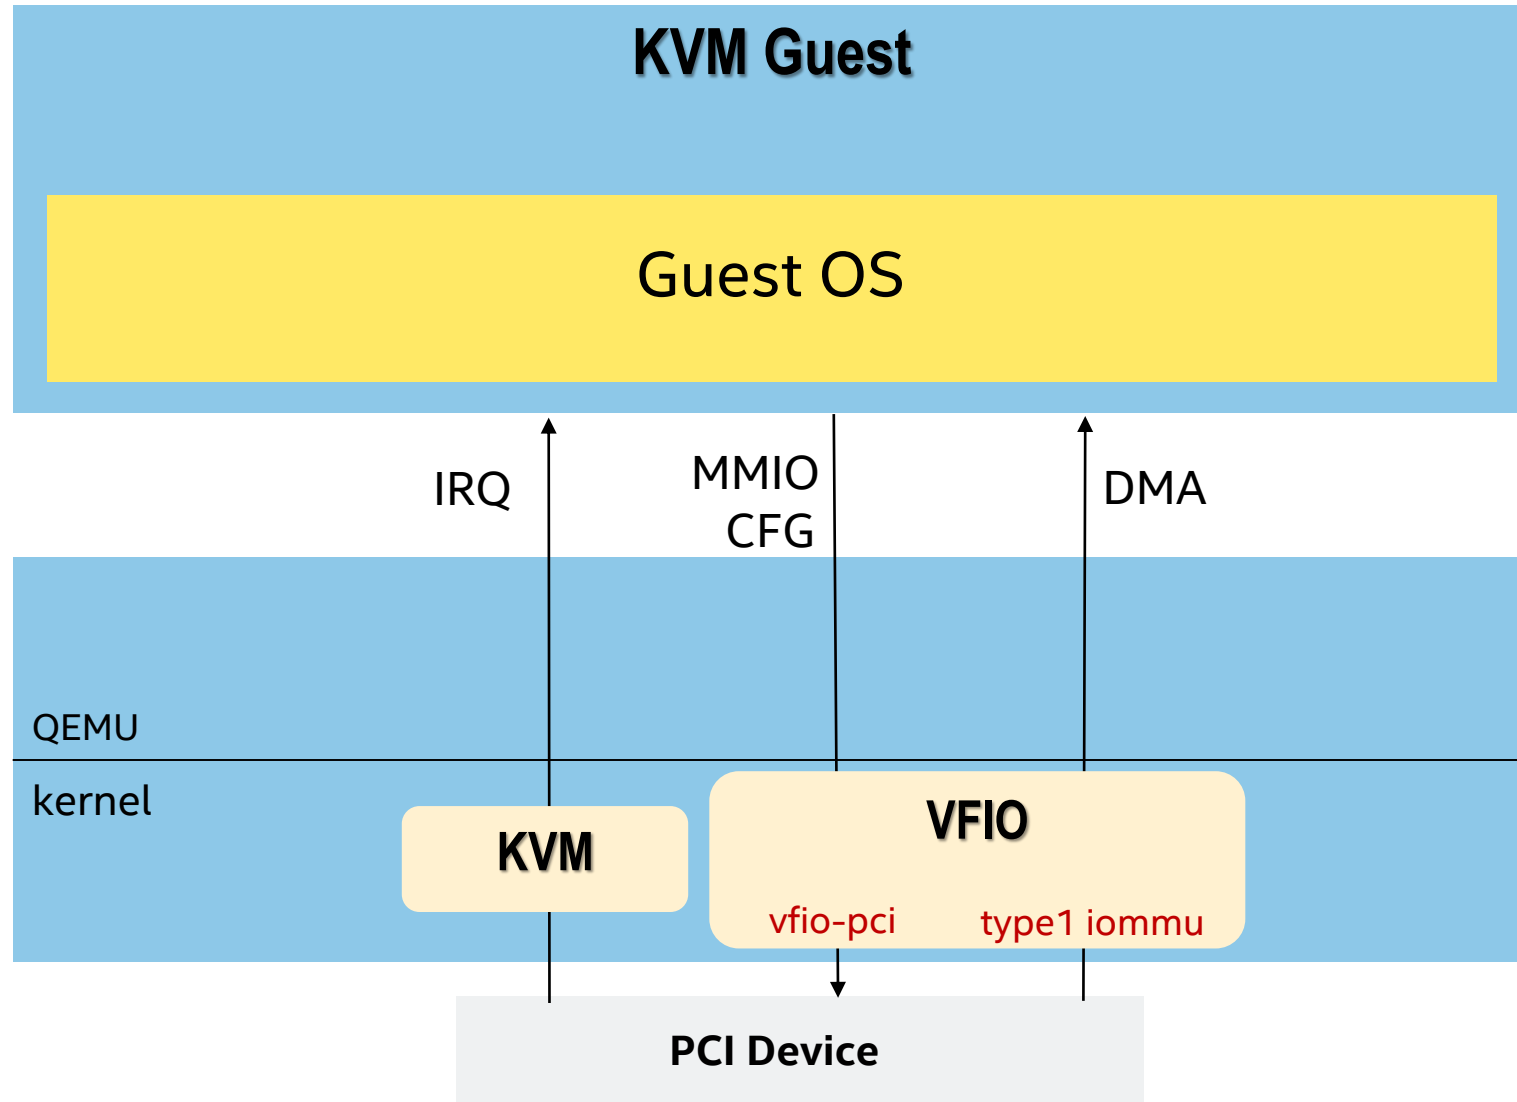 KVM Guest
Guest OS
IRQ
MMIO
CFG
DMA
QEMU
kernel
KVM
VFIO
vfio-pci
type1 iommu
PCI Device